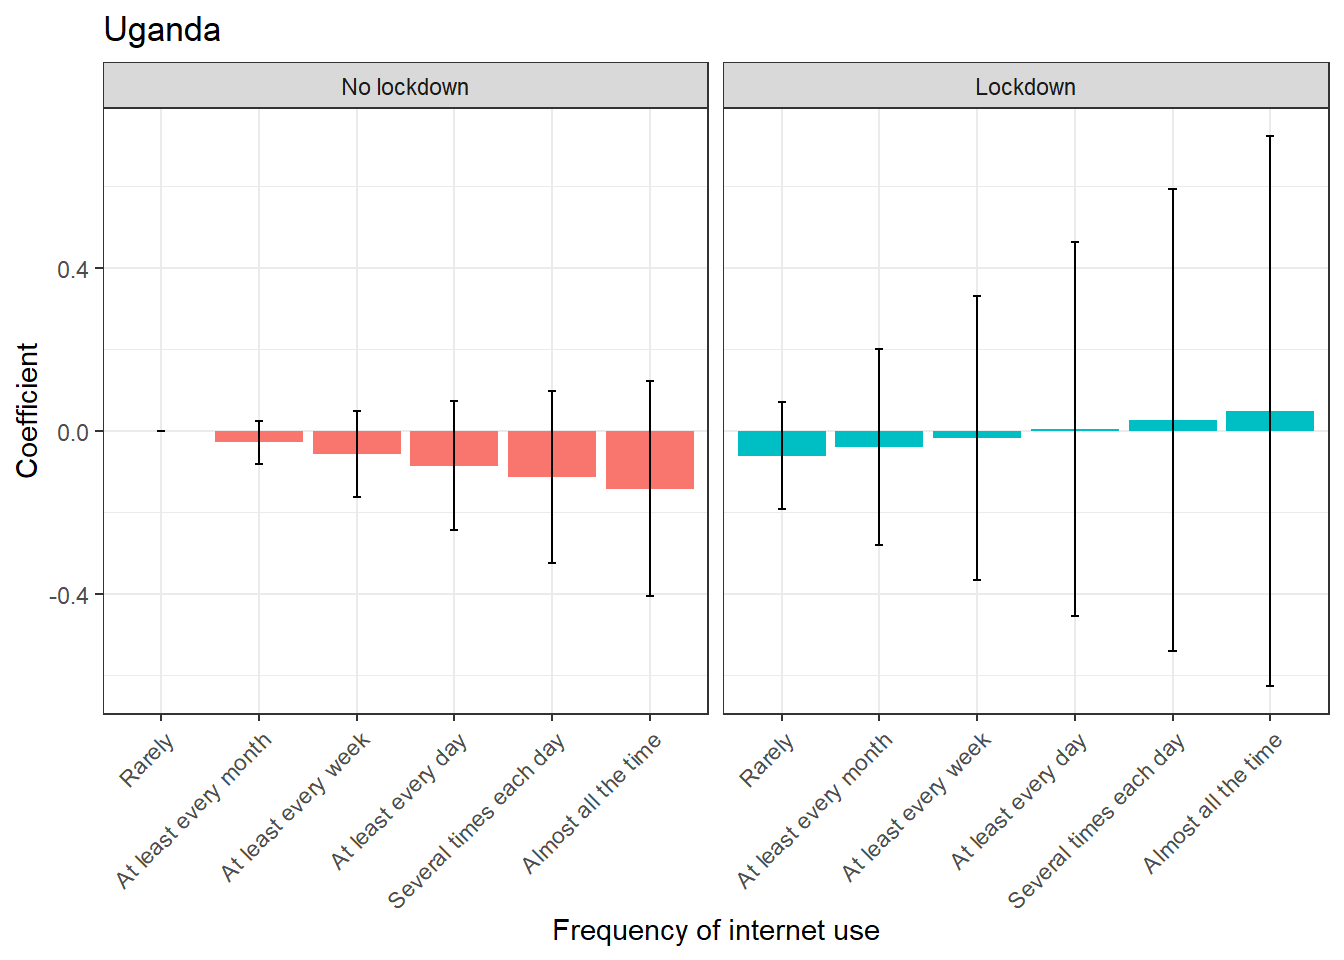 Uganda
No lockdown
Lockdown
Coefficient
0.4
0.0
-0.4
Rarely
At least every month
At least every week
At least every day
Several times each day
Almost all the time
Rarely
At least every month
At least every week
At least every day
Several times each day
Almost all the time
Frequency of internet use